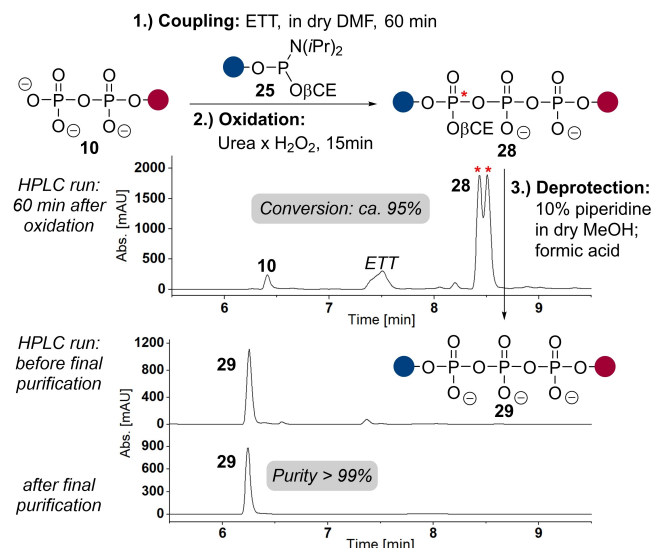 1.) Coupling: ETT, in dry DMF, 60 min
N(iPr)₂
O P
25
OβCE
2.) Oxidation:
Urea x H₂O₂, 15min
⊖ O O
O P O P O
O⊖ O⊖
10
O O O
O P * O P O P O
OβCE O⊖ O⊖
28
HPLC run:
60 min after
oxidation
Abs. [mAU]
2000
1500
1000
500
0
Conversion: ca. 95%
10
ETT
28 * *
6 7 8 9
Time [min]
3.) Deprotection:
10% piperidine
in dry MeOH;
formic acid
HPLC run:
before final
purification
Abs. [mAU]
1200
800
400
0
29
O O O
O P O P O P O
O⊖ O⊖ O⊖
29
after final
purification
900
600
300
0
29
Purity > 99%
6 7 8 9
Time [min]